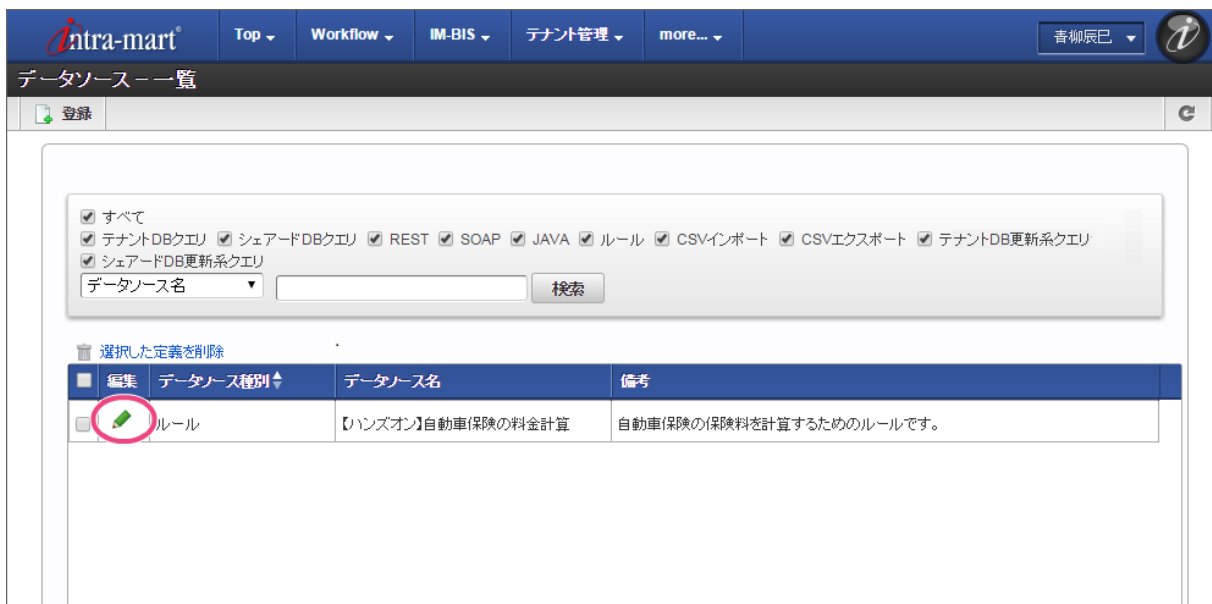 intra-mart® Top Workflow IM-BIS テナント管理 more... 青柳辰巳 i
データソース－一覧
登録
すべて
テナントDBクエリ シェアードDBクエリ REST SOAP JAVA ルール CSVインポート CSVエクスポート テナントDB更新系クエリ
シェアードDB更新系クエリ
データソース名 検索
選択した定義を削除
編集 データソース種別 データソース名 備考
ルール 【ハンズオン】自動車保険の料金計算 自動車保険の保険料を計算するためのルールです。